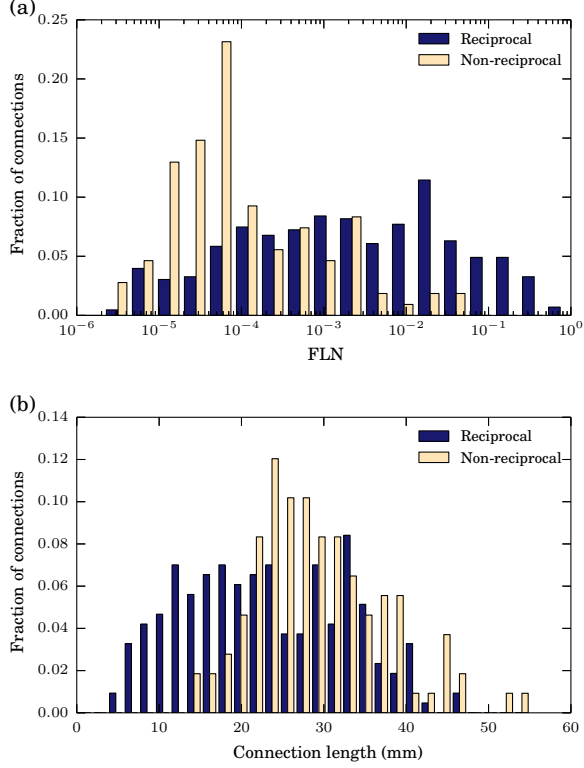 (a)
0.25
0.20
0.15
0.10
0.05
0.00
Fraction of connections
Reciprocal
Non-reciprocal
10⁻⁶ 10⁻⁵ 10⁻⁴ 10⁻³ 10⁻² 10⁻¹ 10⁰
FLN
(b)
0.14
0.12
0.10
0.08
0.06
0.04
0.02
0.00
Fraction of connections
Reciprocal
Non-reciprocal
0 10 20 30 40 50 60
Connection length (mm)